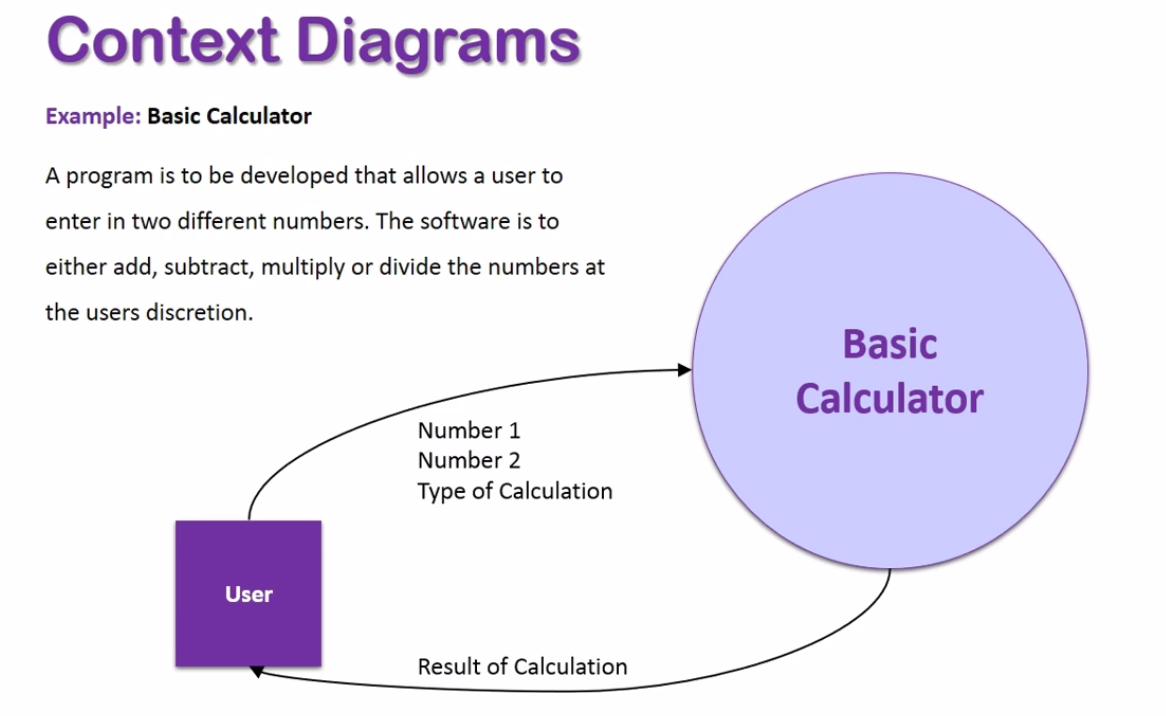 Context Diagrams
Example: Basic Calculator
A program is to be developed that allows a user to
enter in two different numbers. The software is to
either add, subtract, multiply or divide the numbers at
the users discretion.
Basic
Calculator
Number 1
Number 2
Type of Calculation
User
Result of Calculation